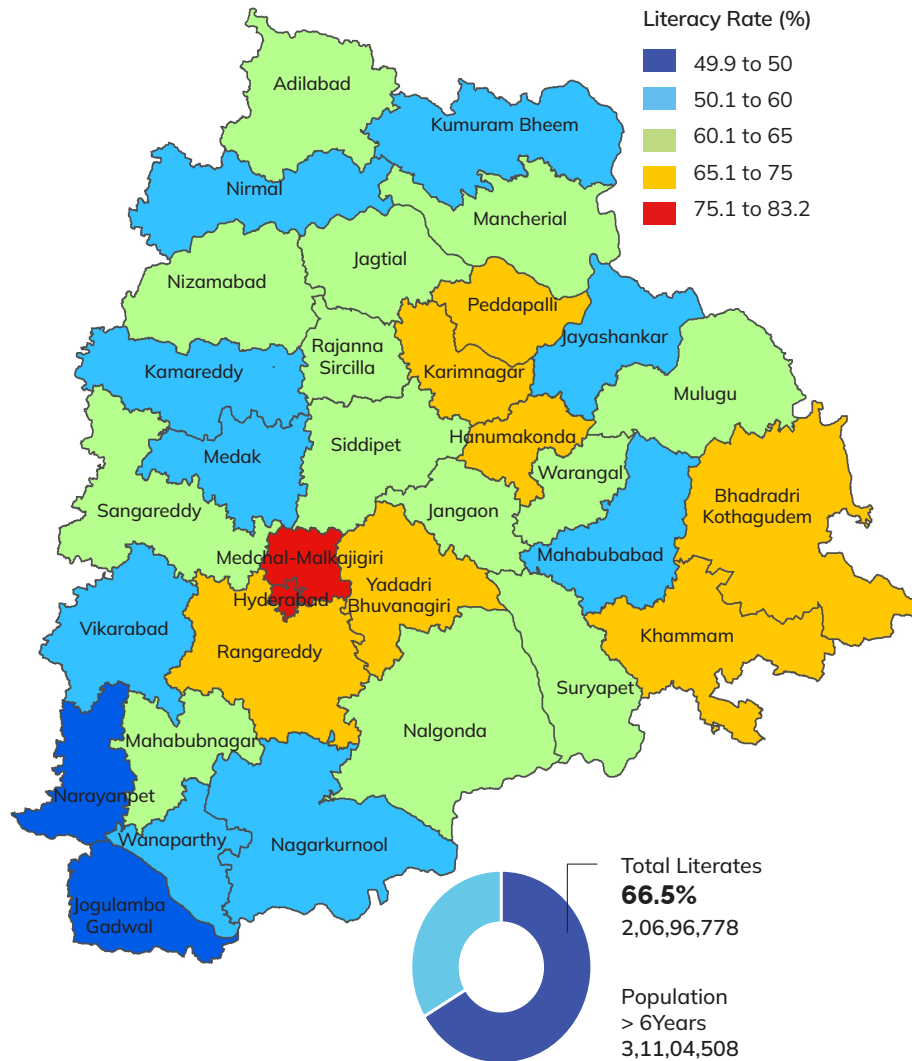 Literacy Rate (%)
49.9 to 50
50.1 to 60
60.1 to 65
65.1 to 75
75.1 to 83.2
Adilabad
Kumuram Bheem
Nirmal
Mancherial
Jagtial
Nizamabad
Peddapalli
Jayashankar
Rajanna
Sircilla
Karimnagar
Kamareddy
Mulugu
Hanumakonda
Siddipet
Medak
Warangal
Bhadradri
Kothagudem
Sangareddy
Jangaon
Mahabubabad
Medchal-Malkajigiri
Yadadri
Bhuvanagiri
Hyderabad
Vikarabad
Khammam
Rangareddy
Suryapet
Nalgonda
Mahabubnagar
Narayanpet
Wanaparthy
Nagarkurnool
Jogulamba
Gadwal
Total Literates
66.5%
2,06,96,778
Population
> 6Years
3,11,04,508